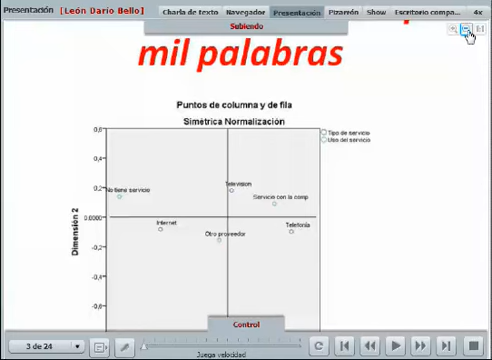 Presentación [León Darío Bello] Charla de texto Navegador Presentación Pizarrón Show Escritorio compa... 4x
Subiendo
mil palabras
Puntos de columna y de fila
Simétrica Normalización
0,6
Tipo de servicio
Uso del servicio
0,4
0,2
No tiene servicio
Television
Servicio con la comp
0,0000
Internet
Otro proveedor
Telefonía
-0,2
-0,4
-0,6
Dimensión 2
Control
3 de 24
Juega velocidad